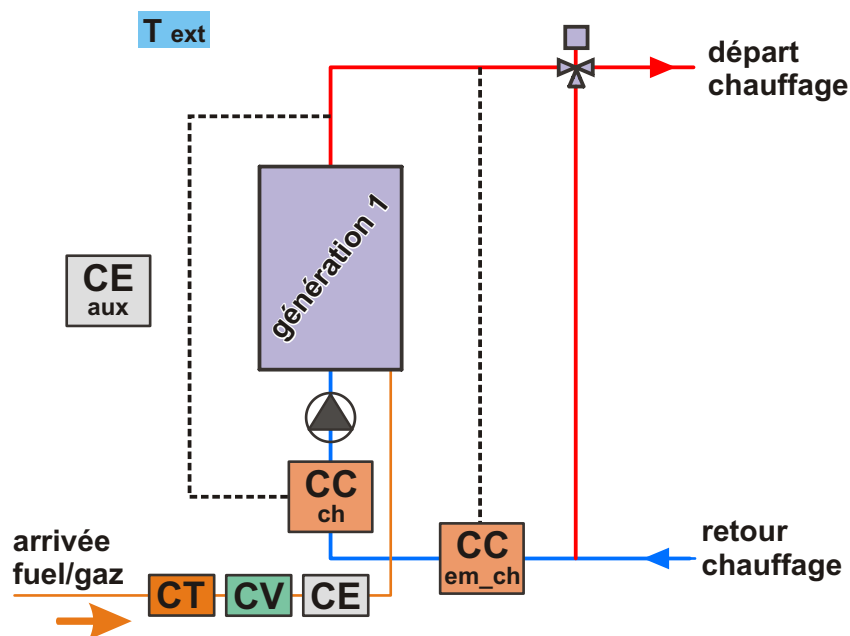 T ext
départ
chauffage
génération 1
CE
aux
CC
ch
CC
em_ch
retour
chauffage
arrivée
fuel/gaz
CT
CV
CE